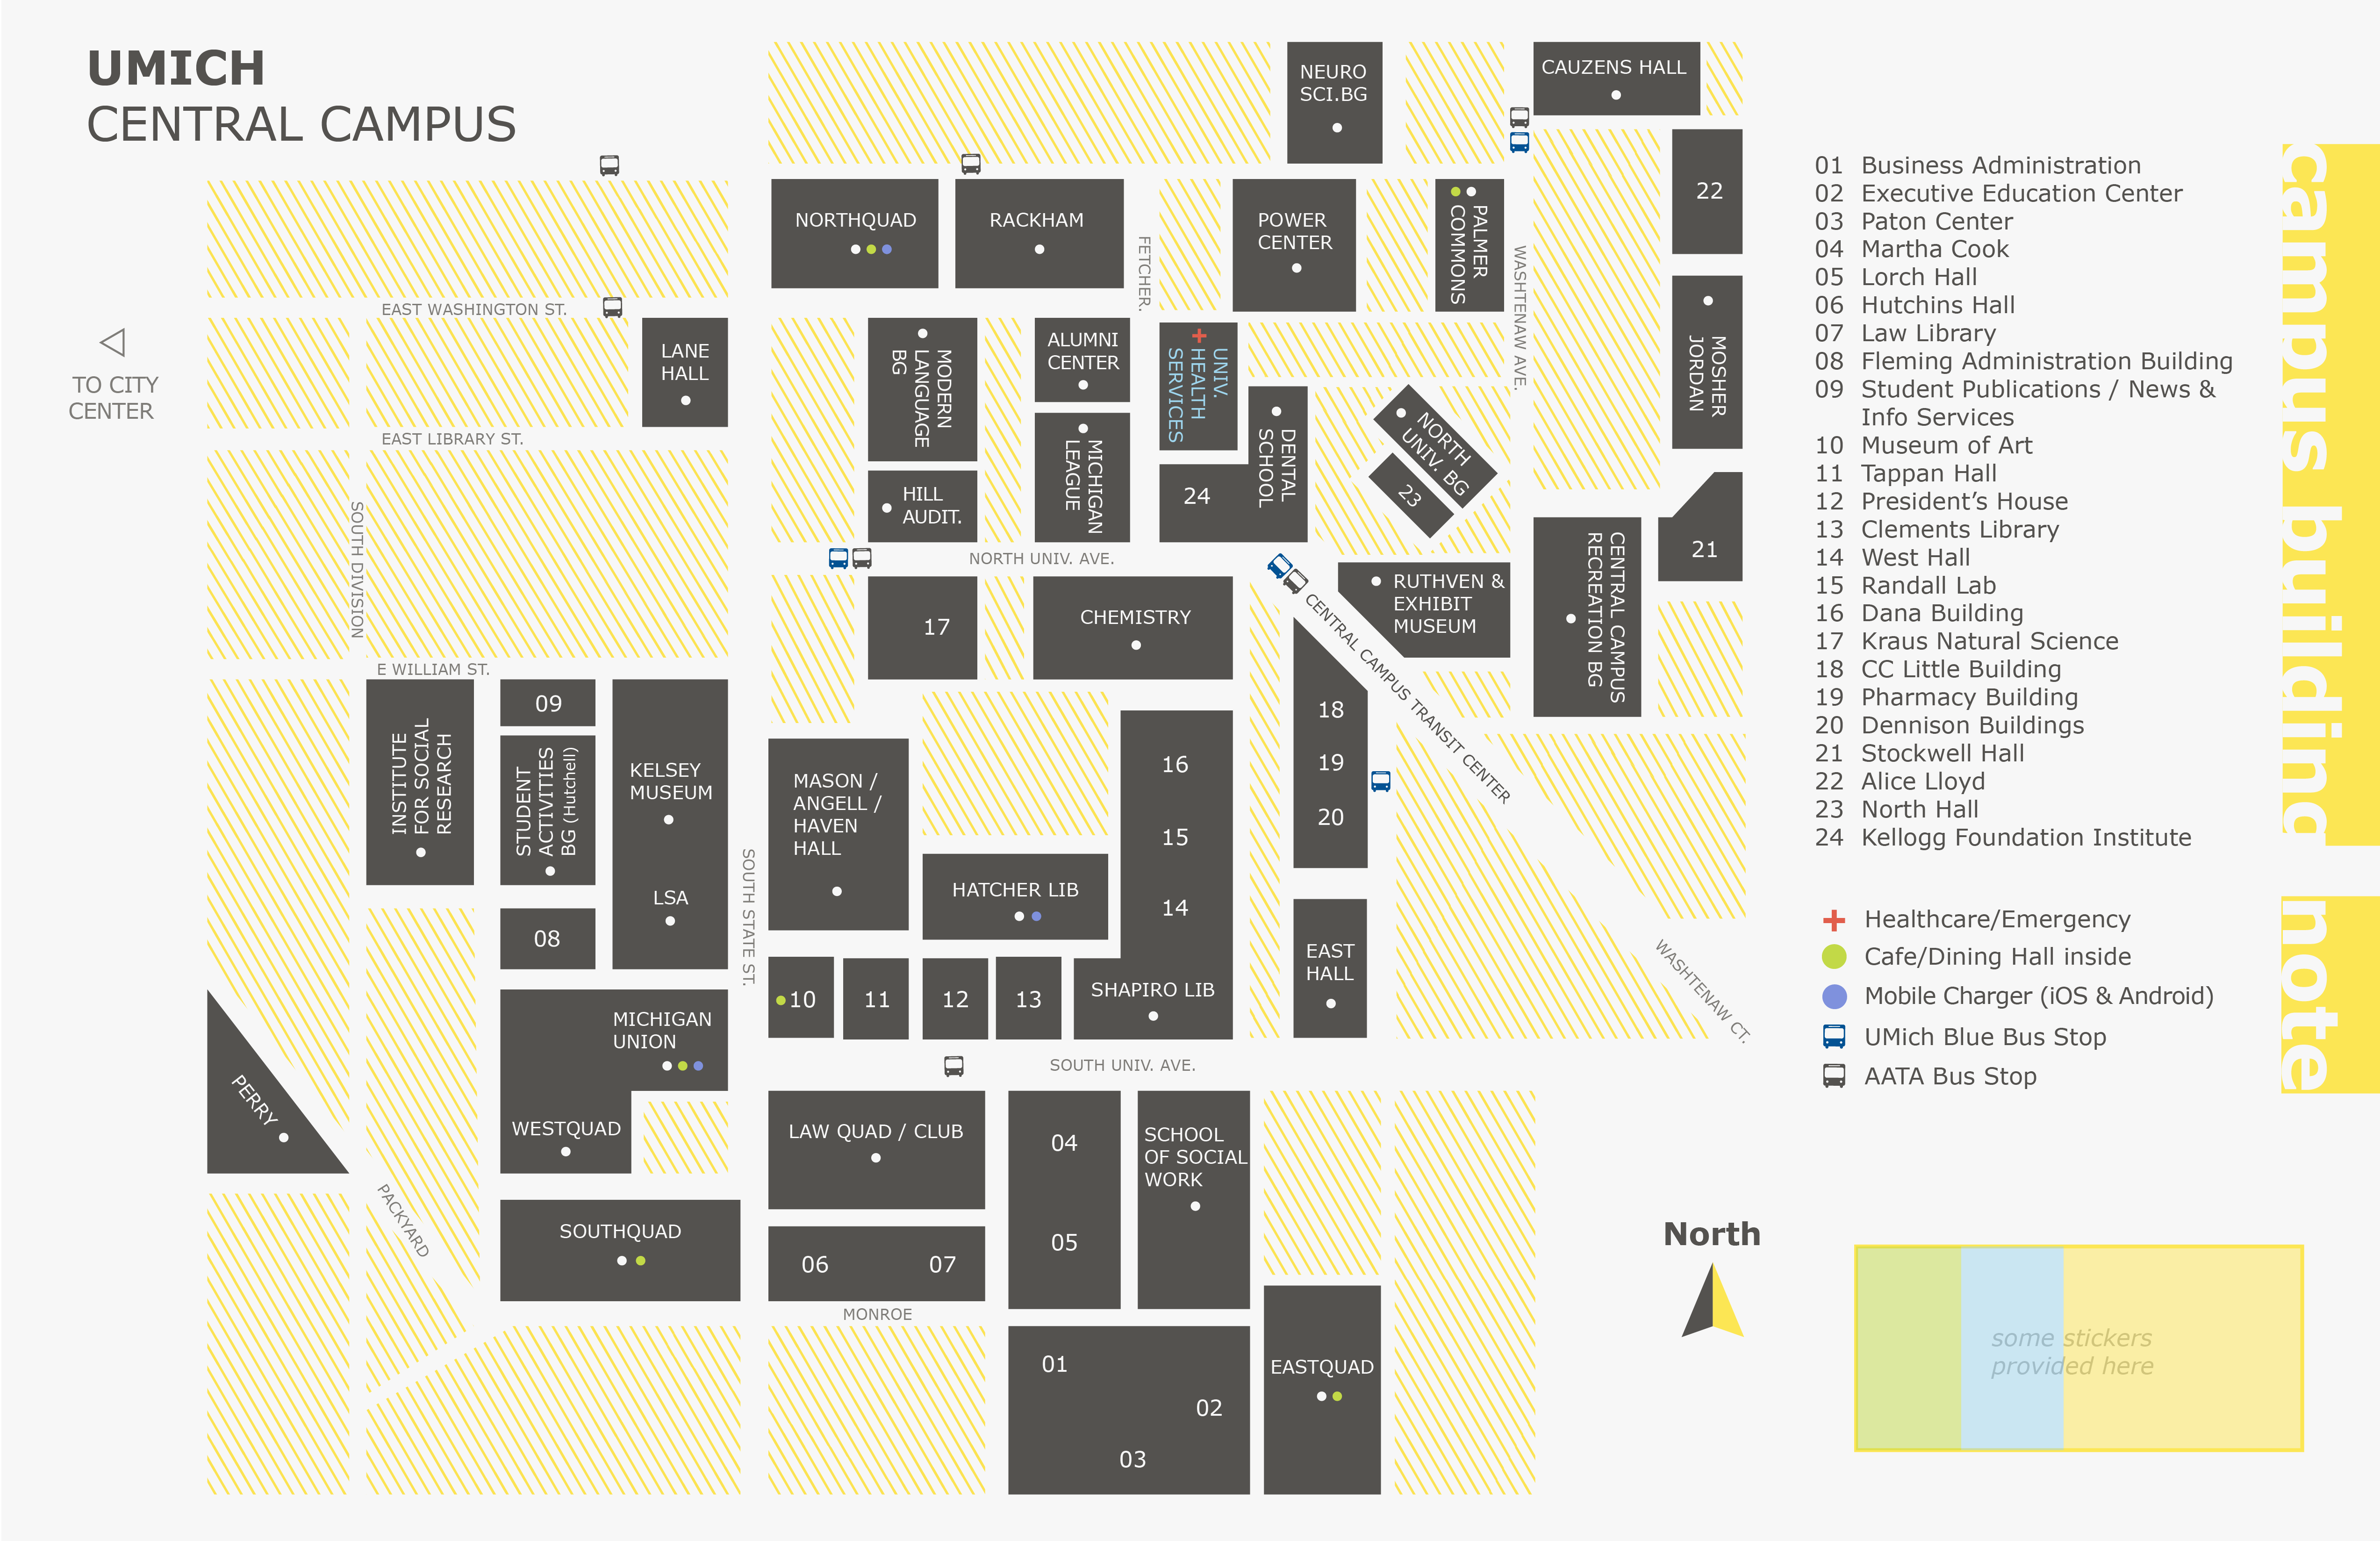 UMICH
CENTRAL CAMPUS
NEURO
SCI.BG
CAUZENS HALL
22
NORTHQUAD
RACKHAM
FETCHER.
POWER
CENTER
PALMER
COMMONS
WASHTENAW AVE.
MOSHER
JORDAN
EAST WASHINGTON ST.
TO CITY
CENTER
LANE
HALL
MODERN
LANGUAGE
BG
ALUMNI
CENTER
UNIV.
HEALTH
SERVICES
DENTAL
SCHOOL
NORTH
UNIV. BG
23
EAST LIBRARY ST.
HILL
AUDIT.
MICHIGAN
LEAGUE
24
21
SOUTH DIVISION
NORTH UNIV. AVE.
17
CHEMISTRY
RUTHVEN &
EXHIBIT
MUSEUM
CENTRAL CAMPUS
RECREATION BG
CENTRAL CAMPUS TRANSIT CENTER
E WILLIAM ST.
INSTITUTE
FOR SOCIAL
RESEARCH
09
STUDENT
ACTIVITIES
BG (Hutchell)
KELSEY
MUSEUM
LSA
08
SOUTH STATE ST.
MASON /
ANGELL /
HAVEN
HALL
HATCHER LIB
16
15
14
18
19
20
EAST
HALL
10
11
12
13
SHAPIRO LIB
WASHTENAW CT.
MICHIGAN
UNION
WESTQUAD
PERRY
PACKYARD
SOUTH UNIV. AVE.
LAW QUAD / CLUB
04
05
SCHOOL
OF SOCIAL
WORK
SOUTHQUAD
06
07
MONROE
01
02
03
EASTQUAD
01 Business Administration
02 Executive Education Center
03 Paton Center
04 Martha Cook
05 Lorch Hall
06 Hutchins Hall
07 Law Library
08 Fleming Administration Building
09 Student Publications / News &
Info Services
10 Museum of Art
11 Tappan Hall
12 President’s House
13 Clements Library
14 West Hall
15 Randall Lab
16 Dana Building
17 Kraus Natural Science
18 CC Little Building
19 Pharmacy Building
20 Dennison Buildings
21 Stockwell Hall
22 Alice Lloyd
23 North Hall
24 Kellogg Foundation Institute
campus building
Healthcare/Emergency
Cafe/Dining Hall inside
Mobile Charger (iOS & Android)
UMich Blue Bus Stop
AATA Bus Stop
note
North
some stickers
provided here